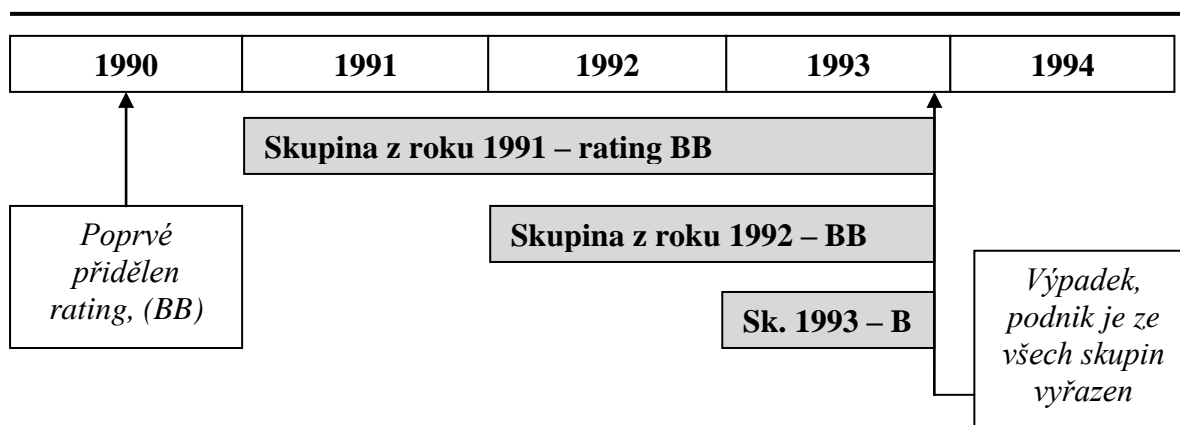 1990 1991 1992 1993 1994
Skupina z roku 1991 – rating BB
Poprvé
přidělen
rating, (BB)
Skupina z roku 1992 – BB
Sk. 1993 – B
Výpadek,
podnik je ze
všech skupin
vyřazen